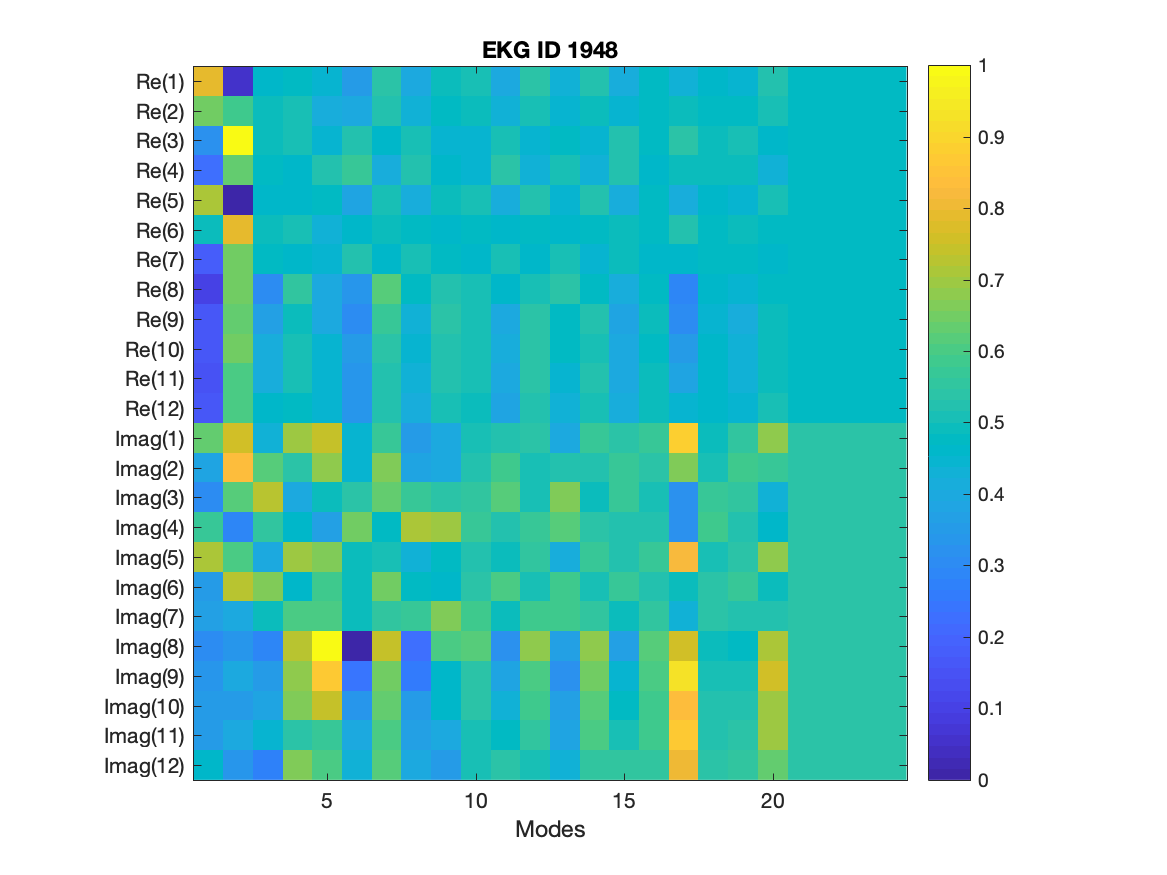 EKG ID 1948
Re(1)
Re(2)
Re(3)
Re(4)
Re(5)
Re(6)
Re(7)
Re(8)
Re(9)
Re(10)
Re(11)
Re(12)
Imag(1)
Imag(2)
Imag(3)
Imag(4)
Imag(5)
Imag(6)
Imag(7)
Imag(8)
Imag(9)
Imag(10)
Imag(11)
Imag(12)
5 10 15 20
Modes
1
0.9
0.8
0.7
0.6
0.5
0.4
0.3
0.2
0.1
0